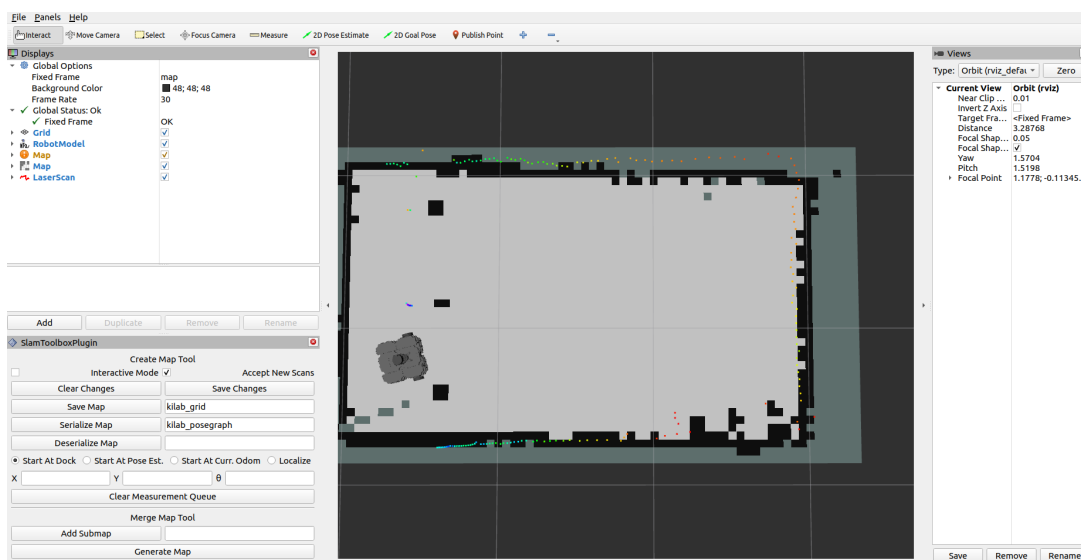 File Panels Help
Interact Move Camera Select Focus Camera Measure 2D Pose Estimate 2D Goal Pose Publish Point
Displays
Global Options
Fixed Frame map
Background Color 48; 48; 48
Frame Rate 30
Global Status: Ok
Fixed Frame OK
Grid
RobotModel
Map
Map
LaserScan
Add Duplicate Remove Rename
SlamToolboxPlugin
Create Map Tool
Interactive Mode Accept New Scans
Clear Changes Save Changes
Save Map kilab_grid
Serialize Map kilab_posegraph
Deserialize Map
Start At Dock Start At Pose Est. Start At Curr. Odom Localize
X Y θ
Clear Measurement Queue
Merge Map Tool
Add Submap
Generate Map
Views
Type: Orbit (rviz_defau Zero
Current View Orbit (rviz)
Near Clip ... 0.01
Invert Z Axis
Target Fra... <Fixed Frame>
Distance 3.28768
Focal Shap... 0.05
Focal Shap...
Yaw 1.5704
Pitch 1.5198
Focal Point 1.1778; -0.11345.
Save Remove Rename